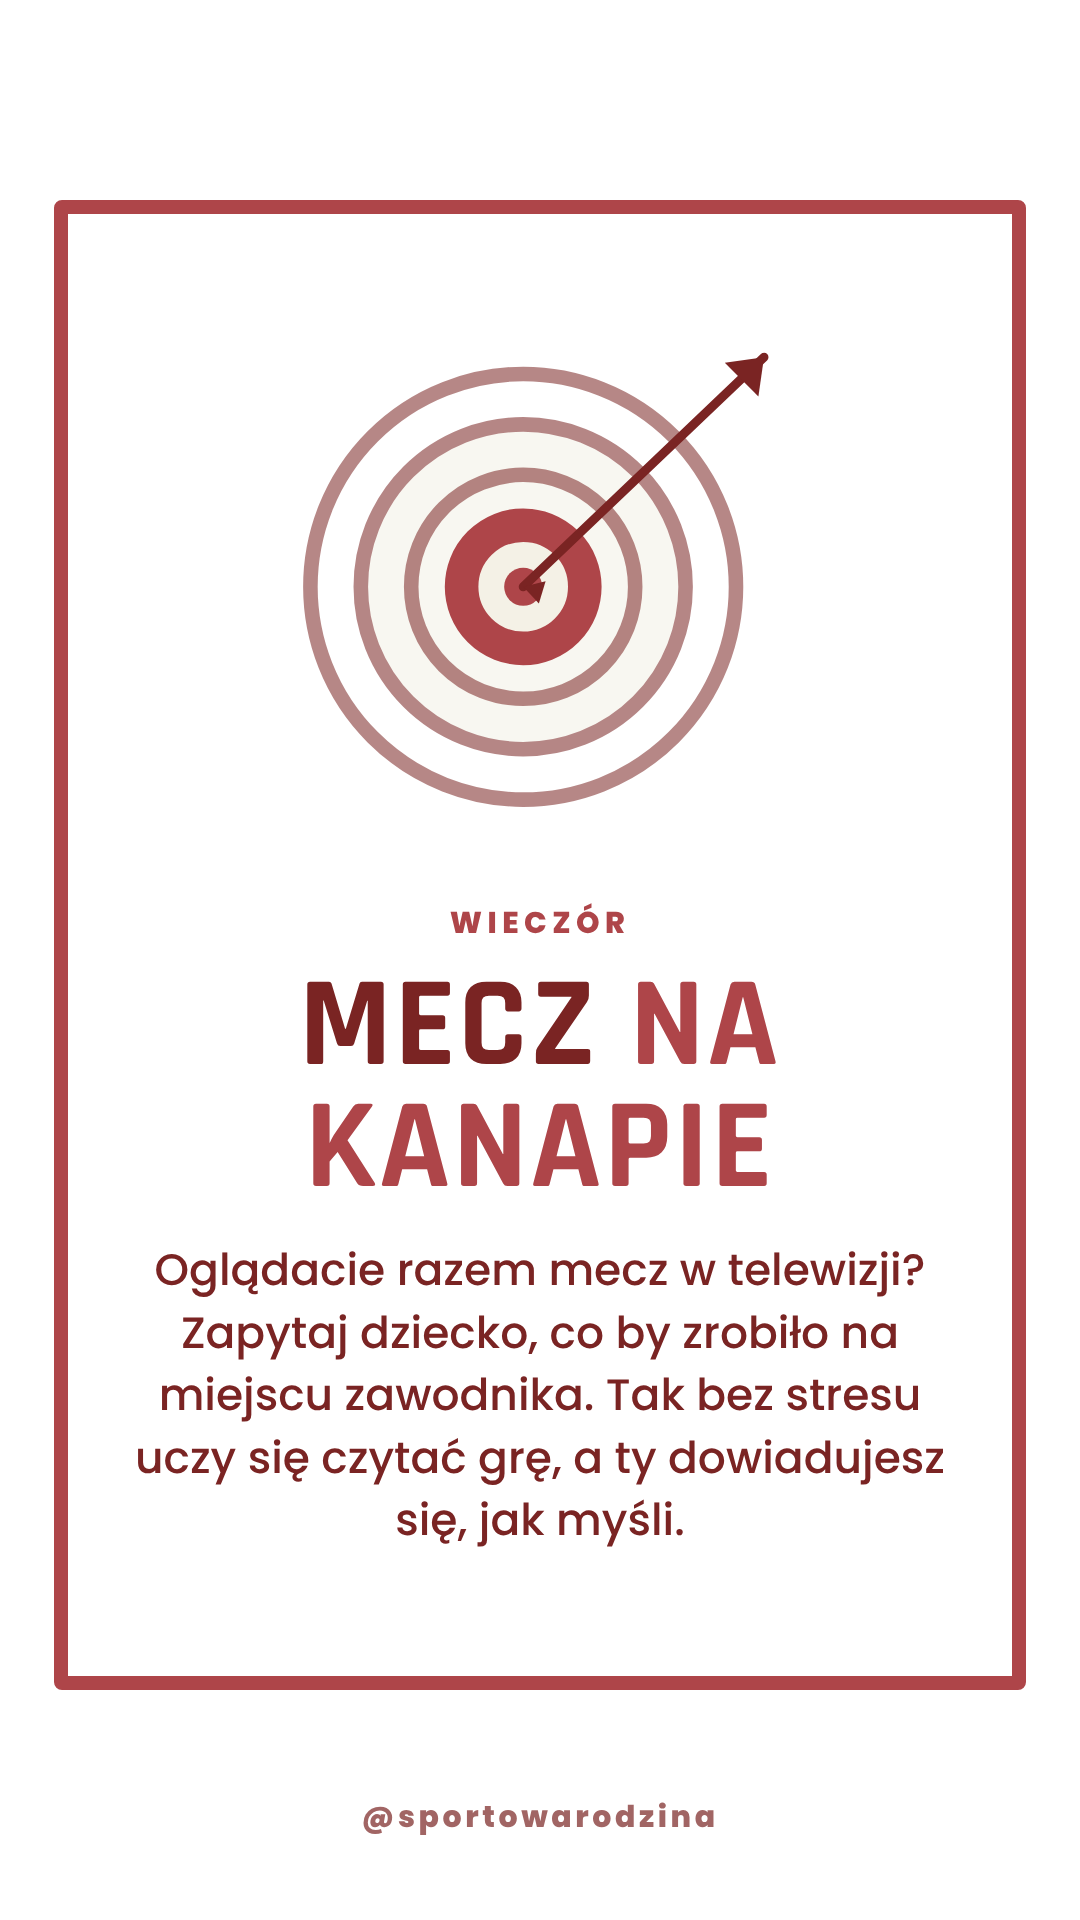 WIECZÓR
MECZ NA
KANAPIE
Oglądacie razem mecz w telewizji?
Zapytaj dziecko, co by zrobiło na
miejscu zawodnika. Tak bez stresu
uczy się czytać grę, a ty dowiadujesz
się, jak myśli.
@sportowarodzina